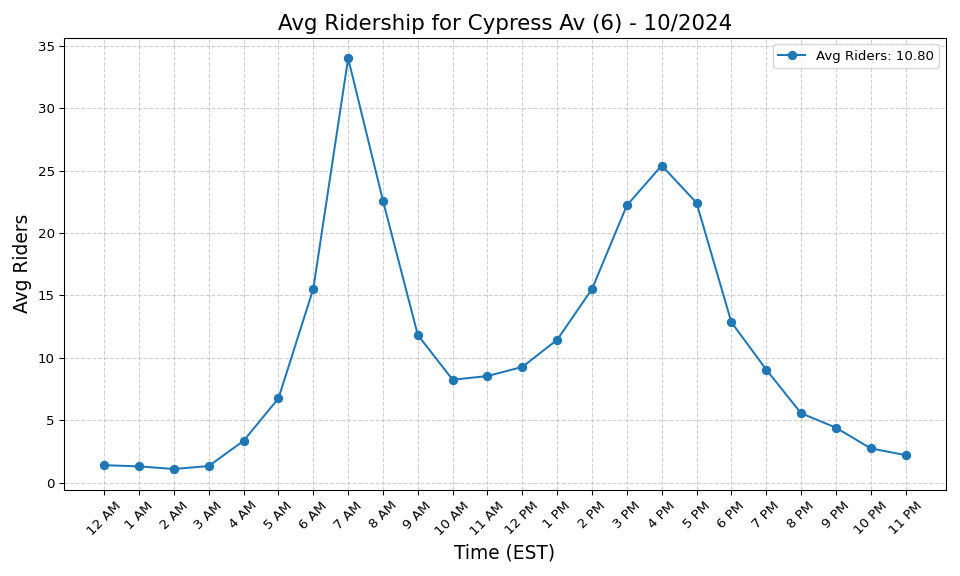 Avg Ridership for Cypress Av (6) - 10/2024
Avg Riders: 10.80
Avg Riders
35
30
25
20
15
10
5
0
12 AM
1 AM
2 AM
3 AM
4 AM
5 AM
6 AM
7 AM
8 AM
9 AM
10 AM
11 AM
12 PM
1 PM
2 PM
3 PM
4 PM
5 PM
6 PM
7 PM
8 PM
9 PM
10 PM
11 PM
Time (EST)